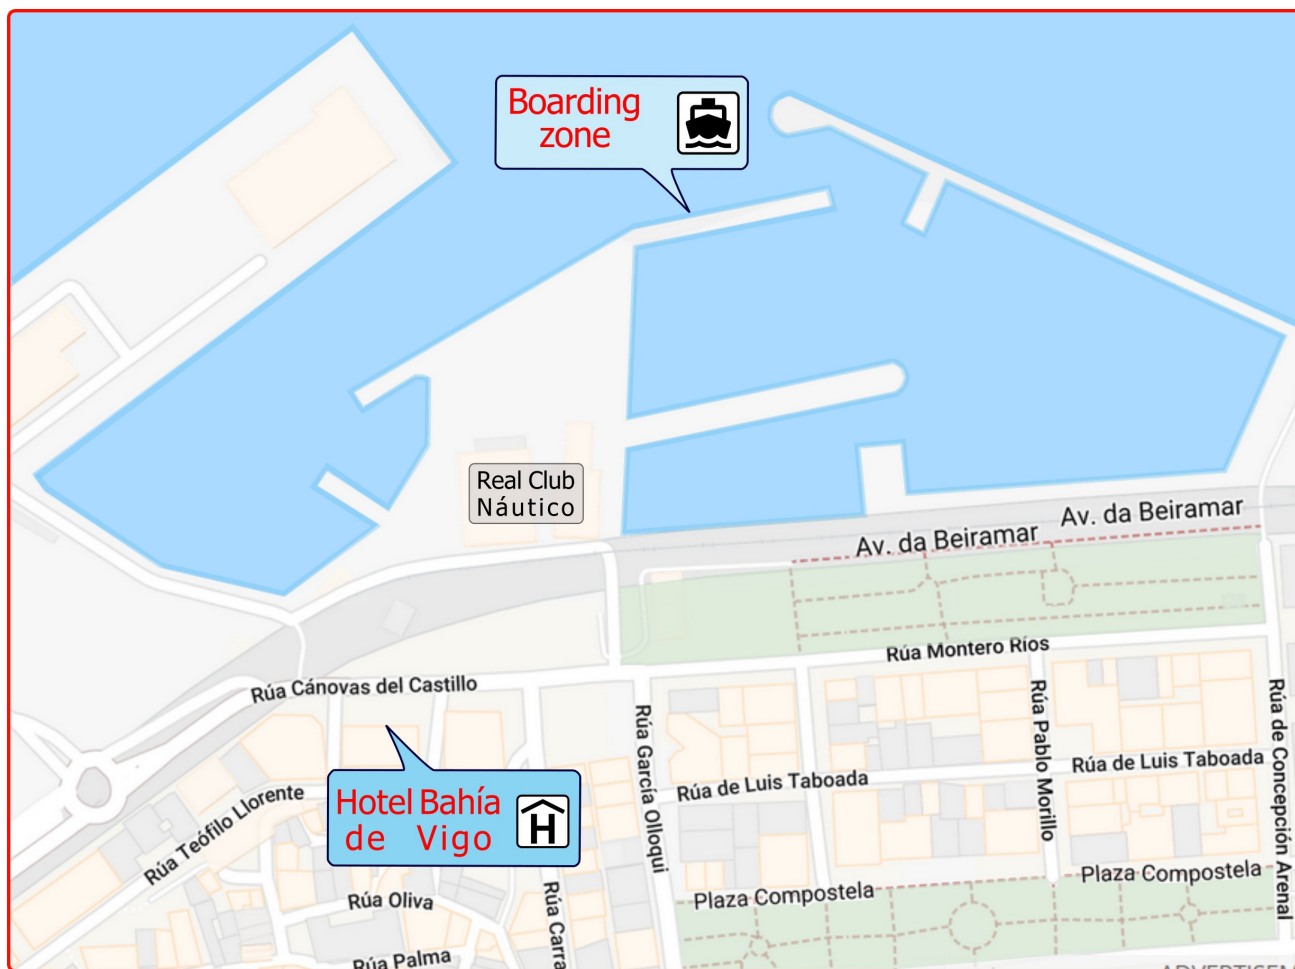 Boarding
zone
Real Club
Náutico
Av. da Beiramar
Av. da Beiramar
Rúa Montero Ríos
Rúa Cánovas del Castillo
Rúa García Olloqui
Rúa Pablo Morillo
Rúa de Concepción Arenal
Rúa de Luis Taboada
Rúa de Luis Taboada
Hotel Bahía
de Vigo
H
Rúa Teófilo Llorente
Rúa Oliva
Rúa Palma
Rúa Carra
Plaza Compostela
Plaza Compostela